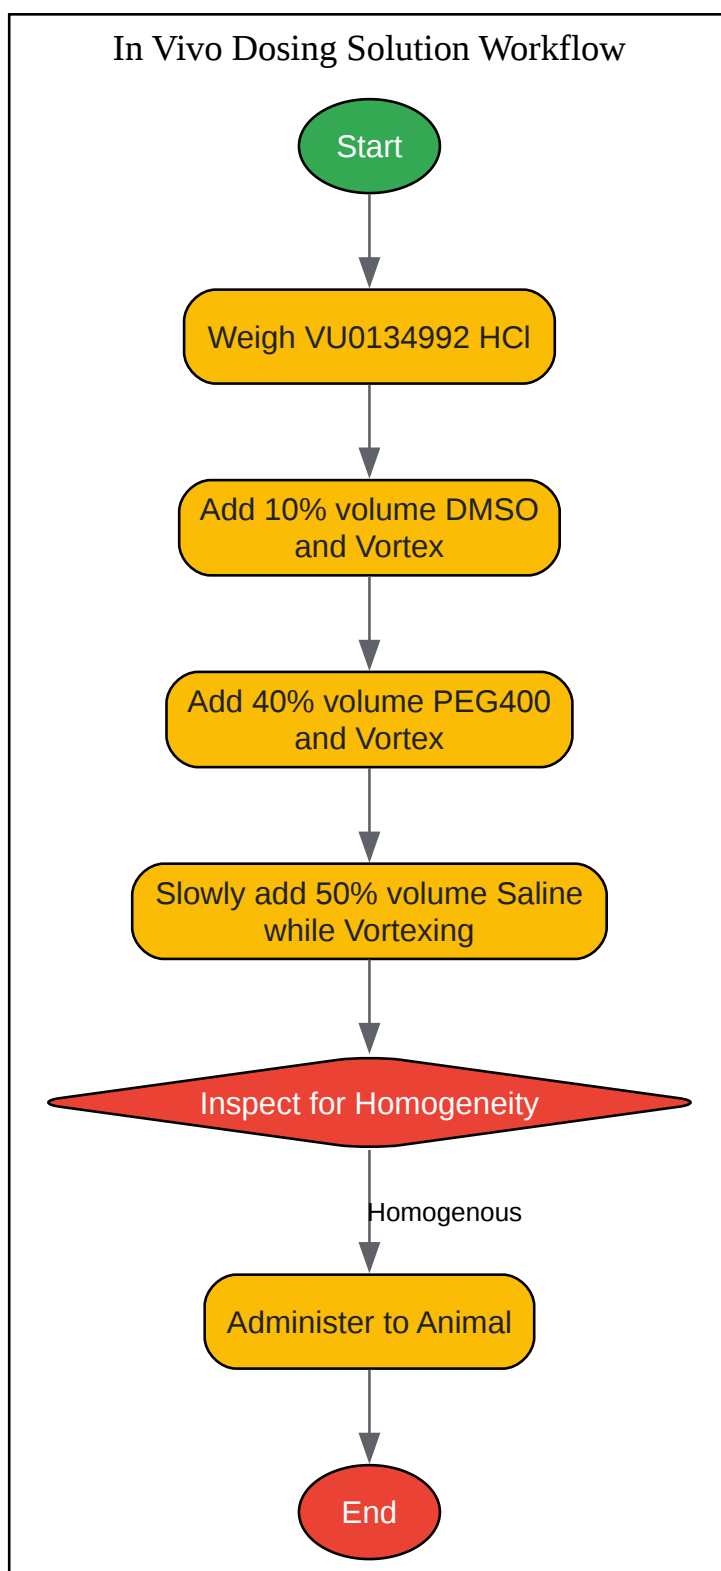 In Vivo Dosing Solution Workflow
Start
Weigh VU0134992 HCl
Add 10% volume DMSO
and Vortex
Add 40% volume PEG400
and Vortex
Slowly add 50% volume Saline
while Vortexing
Inspect for Homogeneity
Homogenous
Administer to Animal
End